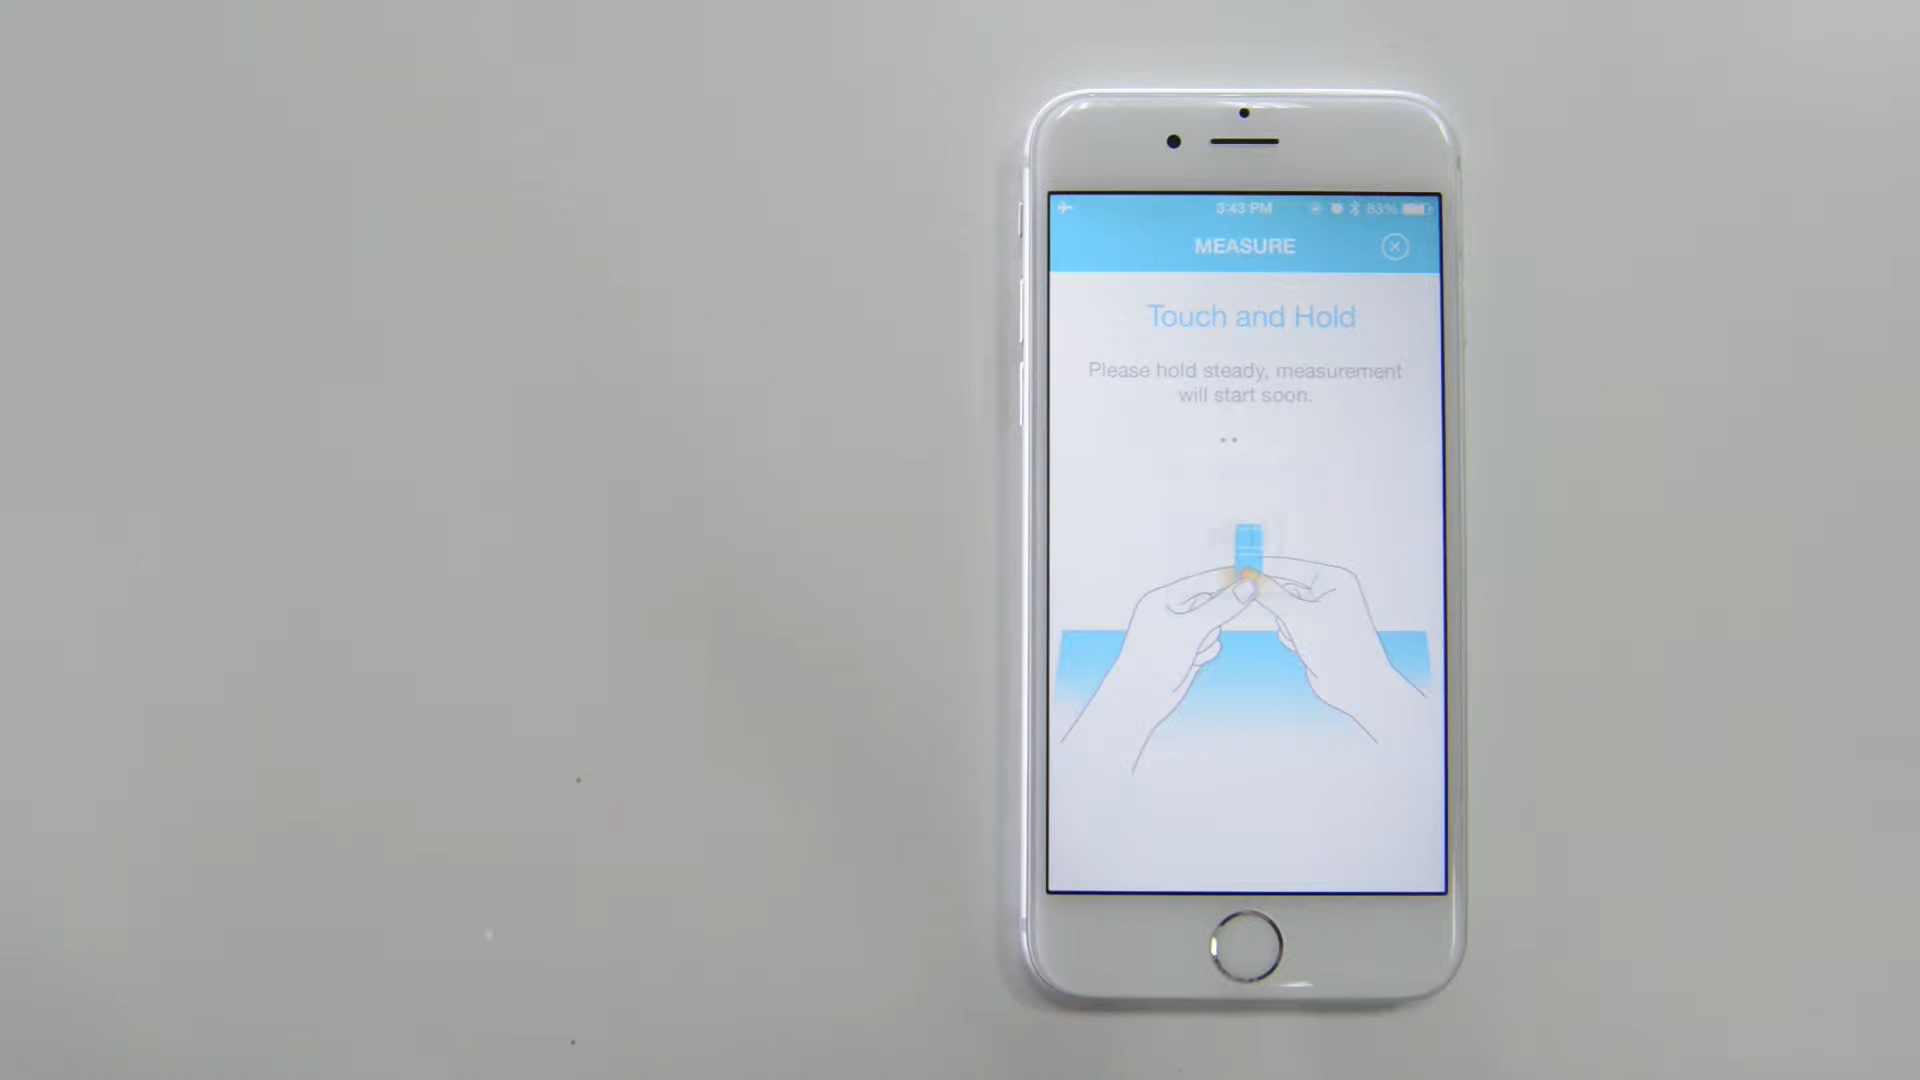 3:43 PM 83%
MEASURE
Touch and Hold
Please hold steady, measurement
will start soon.